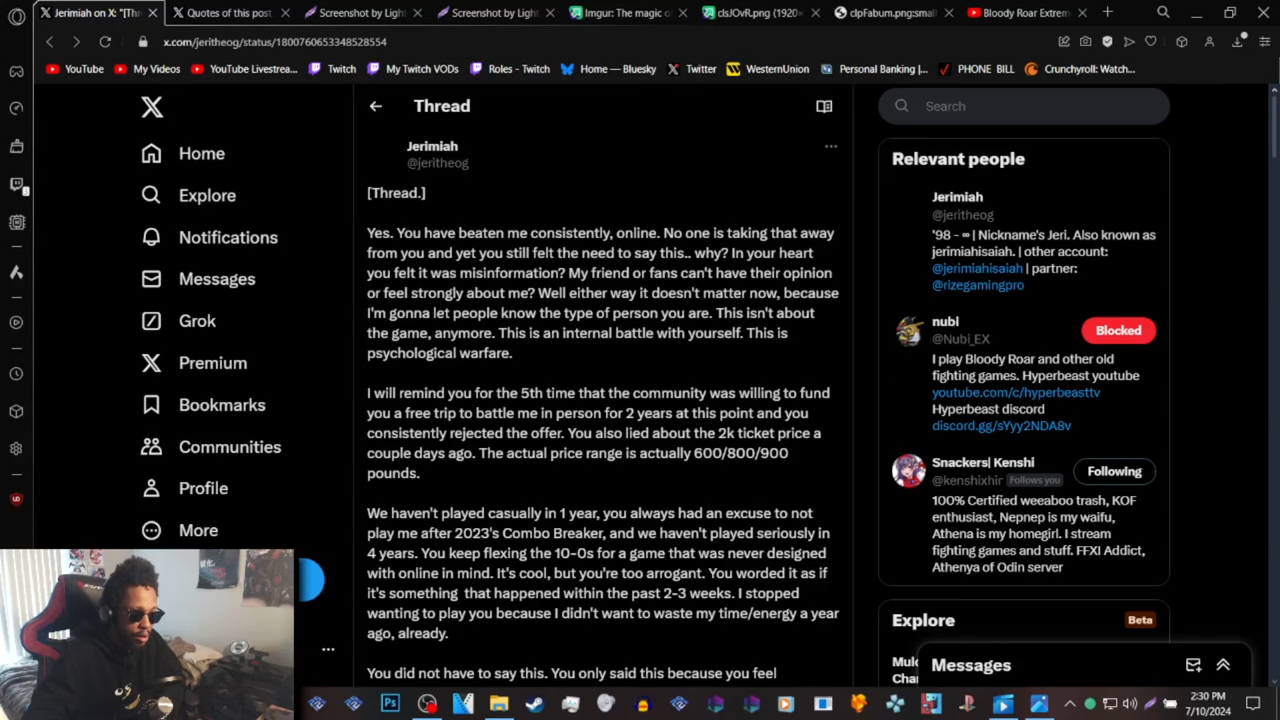 Jerimiah on X: "[Thr
Quotes of this post
Screenshot by Ligh
Screenshot by Ligh
Imgur: The magic o
clsJOvR.png (1920×
clpFabum.png:small
Bloody Roar Extrem
x.com/jeritheog/status/1800760653348528554
YouTube
My Videos
YouTube Livestrea...
Twitch
My Twitch VODs
Roles - Twitch
Home — Bluesky
Twitter
WesternUnion
Personal Banking |...
PHONE BILL
Crunchyroll: Watch...
Home
Explore
Notifications
Messages
Grok
Premium
Bookmarks
Communities
Profile
More
Thread
Jerimiah
@jeritheog
[Thread.]
Yes. You have beaten me consistently, online. No one is taking that away
from you and yet you still felt the need to say this.. why? In your heart
you felt it was misinformation? My friend or fans can't have their opinion
or feel strongly about me? Well either way it doesn't matter now, because
I'm gonna let people know the type of person you are. This isn't about
the game, anymore. This is an internal battle with yourself. This is
psychological warfare.
I will remind you for the 5th time that the community was willing to fund
you a free trip to battle me in person for 2 years at this point and you
consistently rejected the offer. You also lied about the 2k ticket price a
couple days ago. The actual price range is actually 600/800/900
pounds.
We haven't played casually in 1 year, you always had an excuse to not
play me after 2023's Combo Breaker, and we haven't played seriously in
4 years. You keep flexing the 10-0s for a game that was never designed
with online in mind. It's cool, but you're too arrogant. You worded it as if
it's something that happened within the past 2-3 weeks. I stopped
wanting to play you because I didn't want to waste my time/energy a year
ago, already.
You did not have to say this. You only said this because you feel
Search
Relevant people
Jerimiah
@jeritheog
'98 - ∞ | Nickname's Jeri. Also known as
jerimiahisaiah. | other account:
@jerimiahisaiah | partner:
@rizegamingpro
nubl
@Nubi_EX
Blocked
I play Bloody Roar and other old
fighting games. Hyperbeast youtube
youtube.com/c/hyperbeasttv
Hyperbeast discord
discord.gg/sYyy2NDA8v
Snackers| Kenshi
@kenshixhir Follows you
Following
100% Certified weeaboo trash, KOF
enthusiast, Nepnep is my waifu,
Athena is my homegirl. I stream
fighting games and stuff. FFXI Addict,
Athenya of Odin server
Explore
Beta
Messages
2:30 PM
7/10/2024